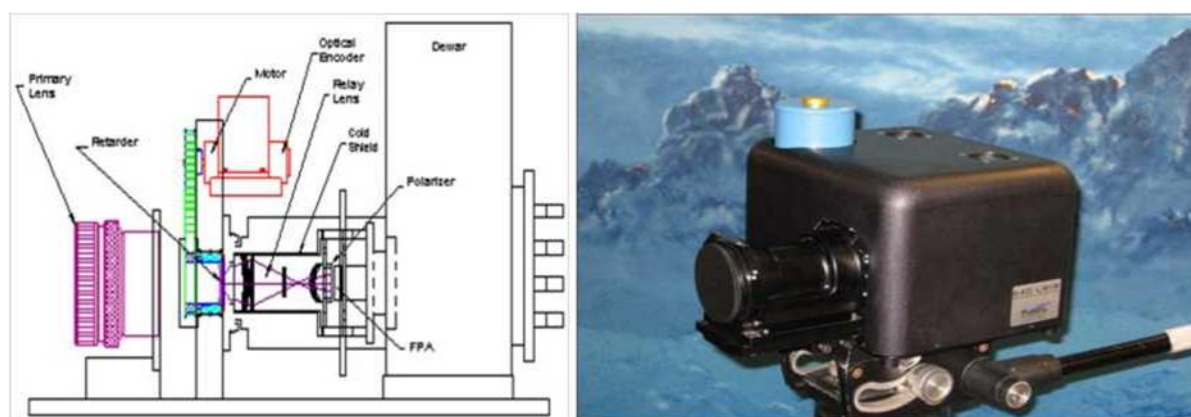 Primary
Lens
Retarder
Motor
Optical
Encoder
Relay
Lens
Cold
Shield
Polarizer
FPA
Dewar